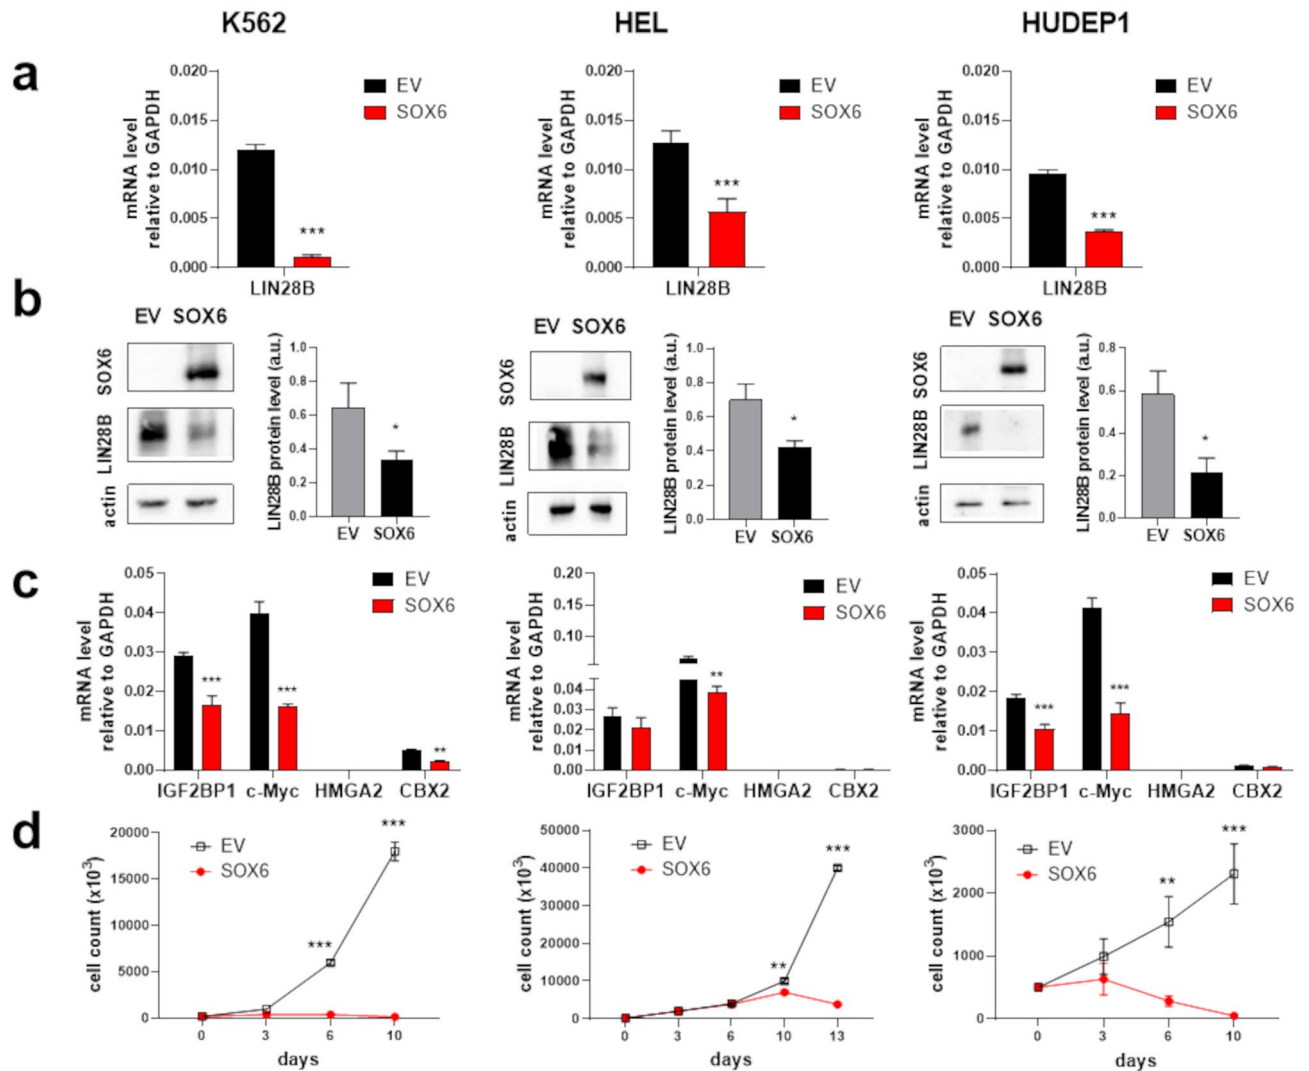 K562 HEL HUDEP1
a
mRNA level relative to GAPDH
0.020
0.015
0.010
0.005
0.000
***
LIN28B
EV
SOX6
mRNA level relative to GAPDH
0.020
0.015
0.010
0.005
0.000
***
LIN28B
EV
SOX6
mRNA level relative to GAPDH
0.020
0.015
0.010
0.005
0.000
***
LIN28B
EV
SOX6
b
EV SOX6
SOX6
LIN28B
actin
LIN28B protein level (a.u.)
1.0
0.8
0.6
0.4
0.2
0.0
*
EV SOX6
EV SOX6
SOX6
LIN28B
actin
LIN28B protein level (a.u.)
1.0
0.8
0.6
0.4
0.2
0.0
*
EV SOX6
EV SOX6
SOX6
LIN28B
actin
LIN28B protein level (a.u.)
0.8
0.6
0.4
0.2
0.0
*
EV SOX6
c
mRNA level relative to GAPDH
0.05
0.04
0.03
0.02
0.01
0.00
*** *** **
IGF2BP1 c-Myc HMGA2 CBX2
EV
SOX6
mRNA level relative to GAPDH
0.20
0.15
0.10
0.04
0.03
0.02
0.01
0.00
**
IGF2BP1 c-Myc HMGA2 CBX2
EV
SOX6
mRNA level relative to GAPDH
0.05
0.04
0.03
0.02
0.01
0.00
*** ***
IGF2BP1 c-Myc HMGA2 CBX2
EV
SOX6
d
cell count (x10³)
20000
15000
10000
5000
0
EV
SOX6
*** ***
0 3 6 10
days
cell count (x10³)
50000
40000
30000
20000
10000
0
EV
SOX6
** ***
0 3 6 10 13
days
cell count (x10³)
3000
2000
1000
0
EV
SOX6
** ***
0 3 6 10
days